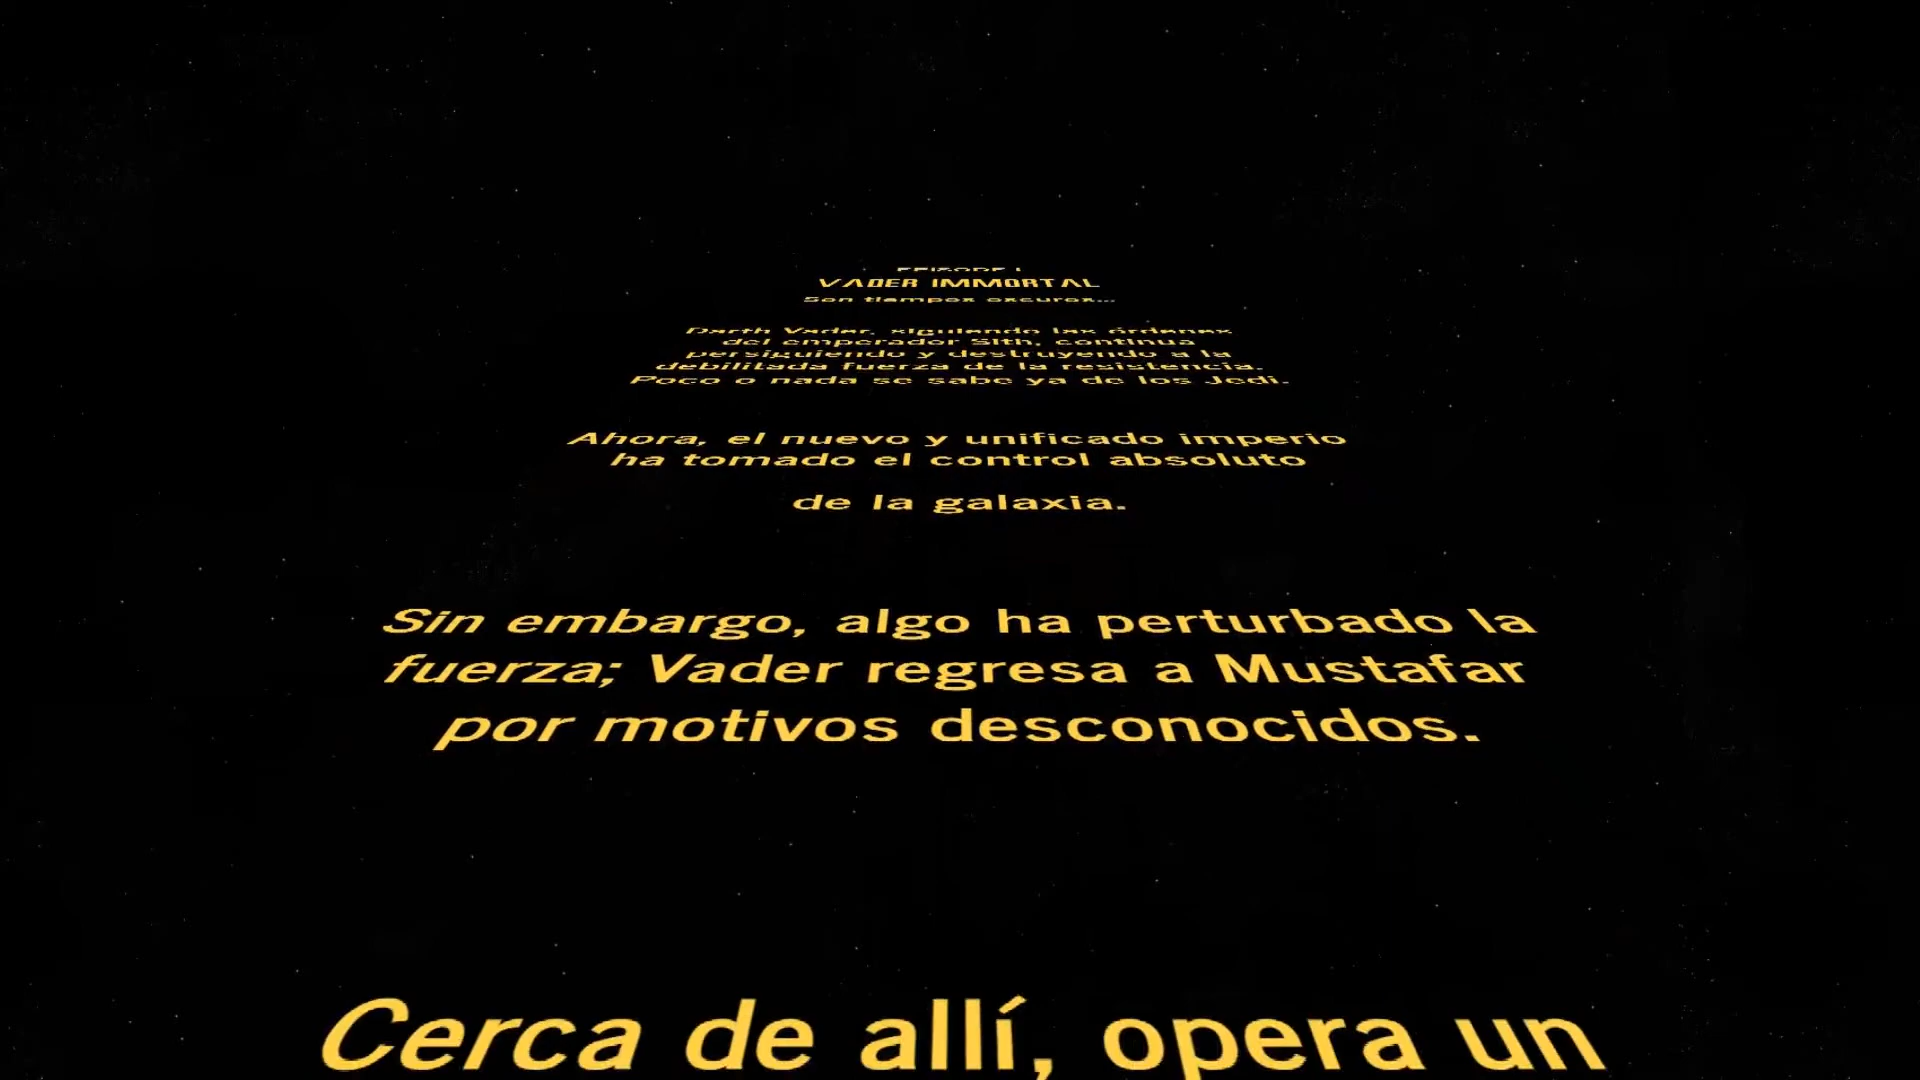 EPISODE I
VADER IMMORTAL
Son tiempos oscuros...
Darth Vader, siguiendo las órdenes
del emperador Sith, continua
persiguiendo y destruyendo a la
debilitada fuerza de la resistencia.
Poco o nada se sabe ya de los Jedi.
Ahora, el nuevo y unificado imperio
ha tomado el control absoluto
de la galaxia.
Sin embargo, algo ha perturbado la
fuerza; Vader regresa a Mustafar
por motivos desconocidos.
Cerca de allí, opera un